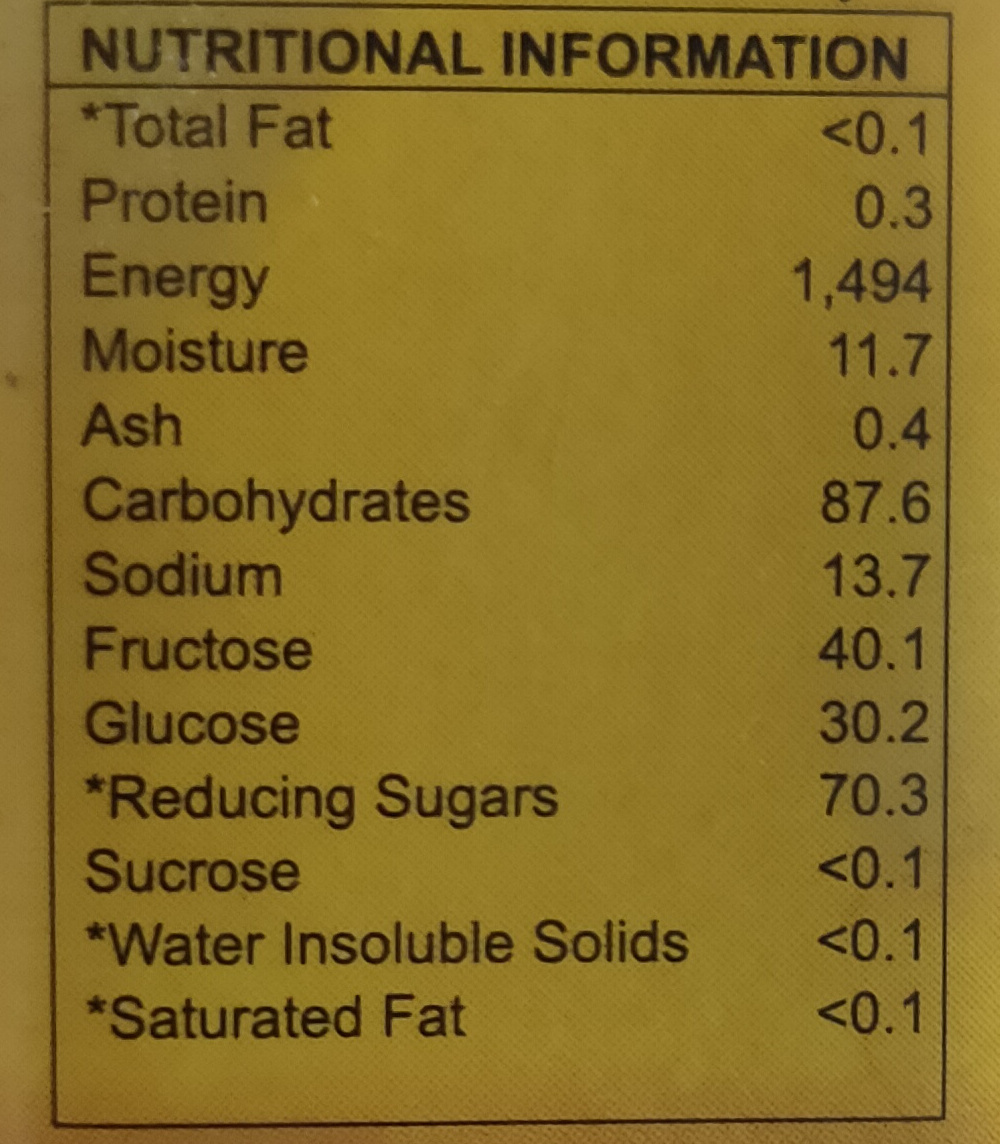 NUTRITIONAL INFORMATION
*Total Fat <0.1
Protein 0.3
Energy 1,494
Moisture 11.7
Ash 0.4
Carbohydrates 87.6
Sodium 13.7
Fructose 40.1
Glucose 30.2
*Reducing Sugars 70.3
Sucrose <0.1
*Water Insoluble Solids <0.1
*Saturated Fat <0.1